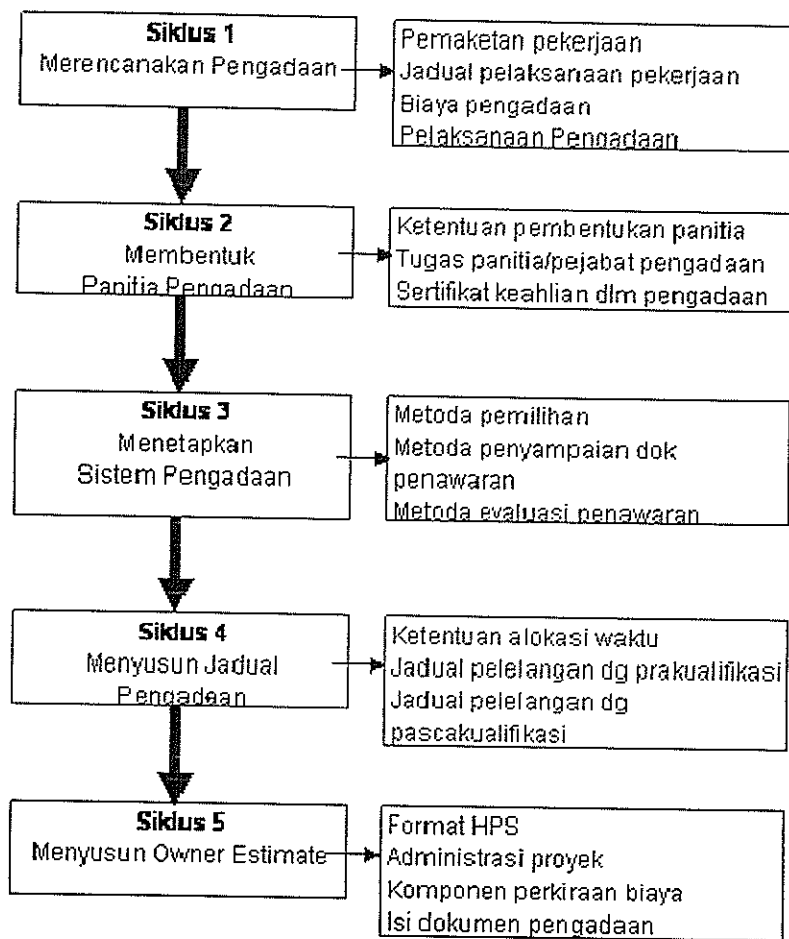 Siklus 1
Merencanakan Pengadaan
Pemaketan pekerjaan
Jadual pelaksanaan pekerjaan
Biaya pengadaan
Pelaksanaan Pengadaan
Siklus 2
Membentuk
Panitia Pengadaan
Ketentuan pembentukan panitia
Tugas panitia/pejabat pengadaan
Sertifikat keahlian dlm pengadaan
Siklus 3
Menetapkan
Sistem Pengadaan
Metoda pemilihan
Metoda penyampaian dok
penawaran
Metoda evaluasi penawaran
Siklus 4
Menyusun Jadual
Pengadaan
Ketentuan alokasi waktu
Jadual pelelangan dg prakualifikasi
Jadual pelelangan dg
pascakualifikasi
Siklus 5
Menyusun Owner Estimate
Format HPS
Administrasi proyek
Komponen perkiraan biaya
Isi dokumen pengadaan